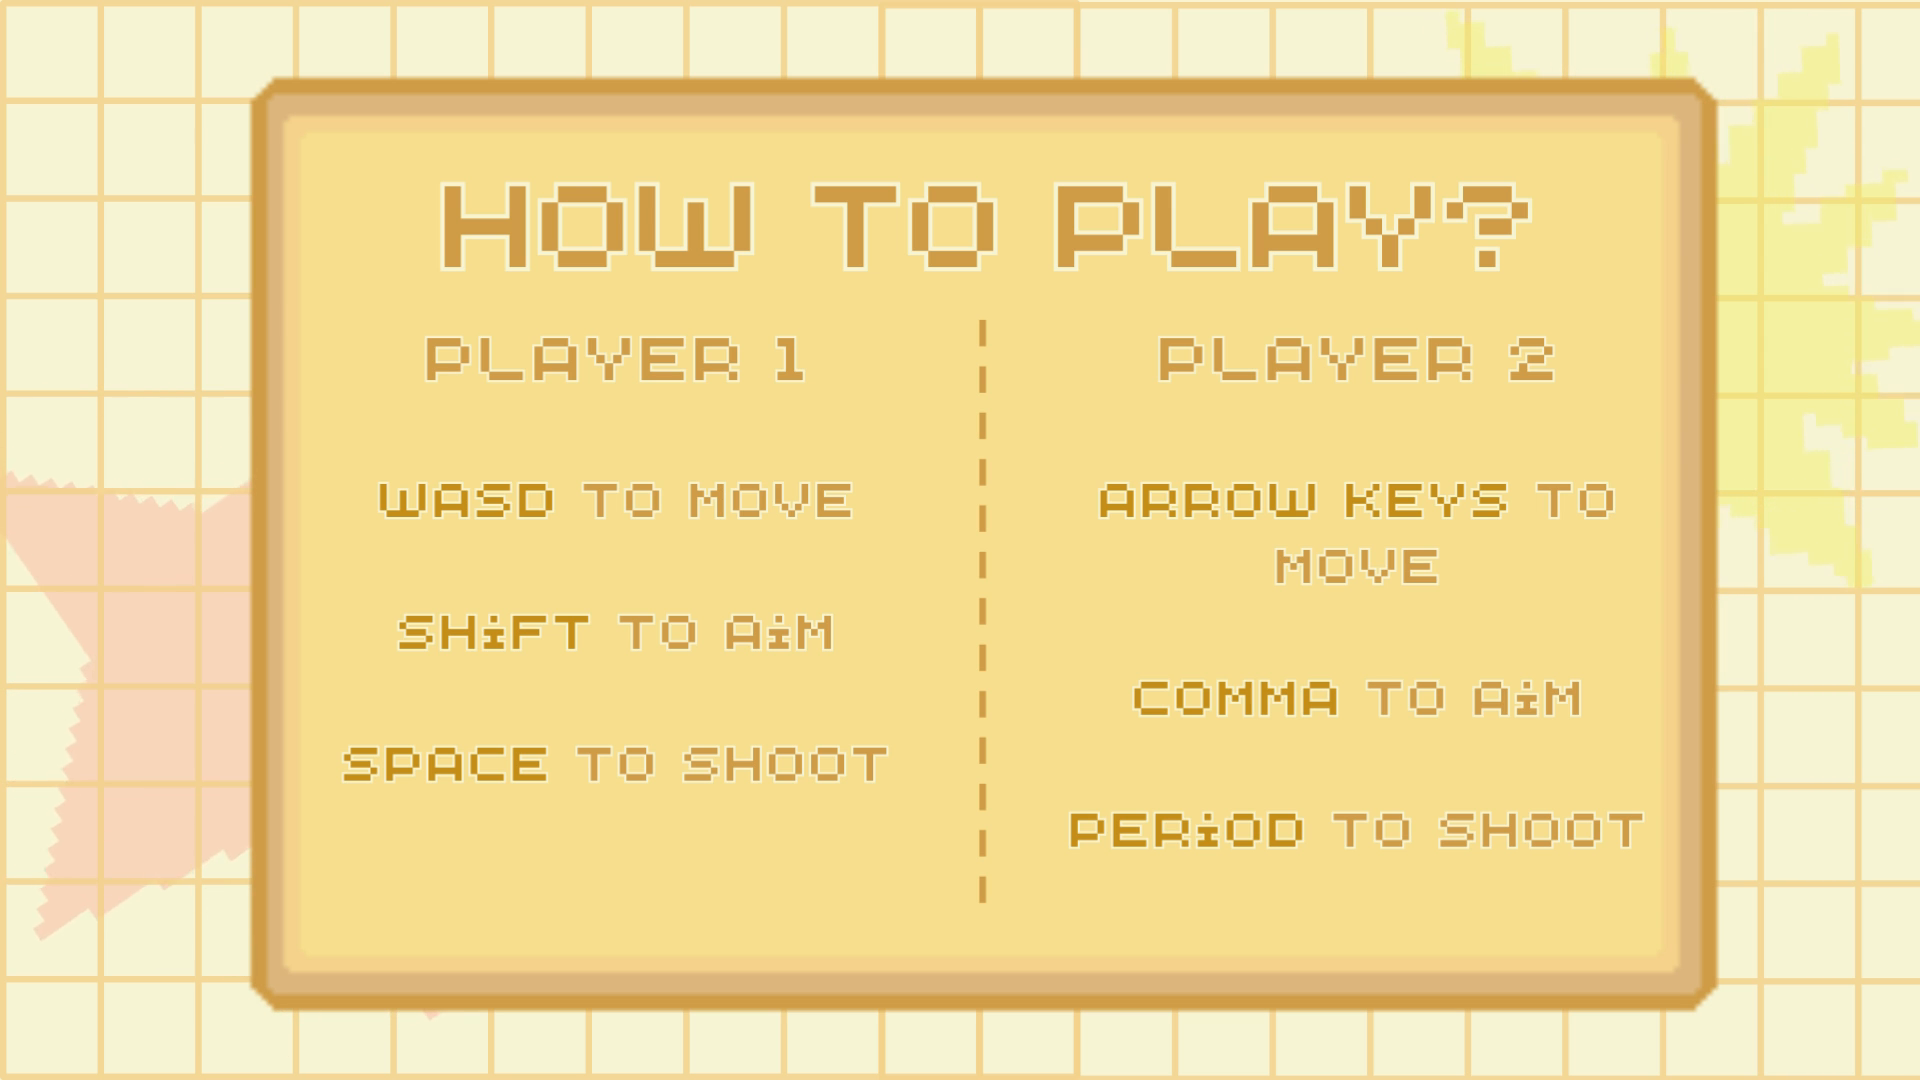 HOW TO PLAY?
PLAYER 1
WASD TO MOVE
SHiFT TO AiM
SPACE TO SHOOT
PLAYER 2
ARROW KEYS TO
MOVE
COMMA TO AiM
PERiOD TO SHOOT